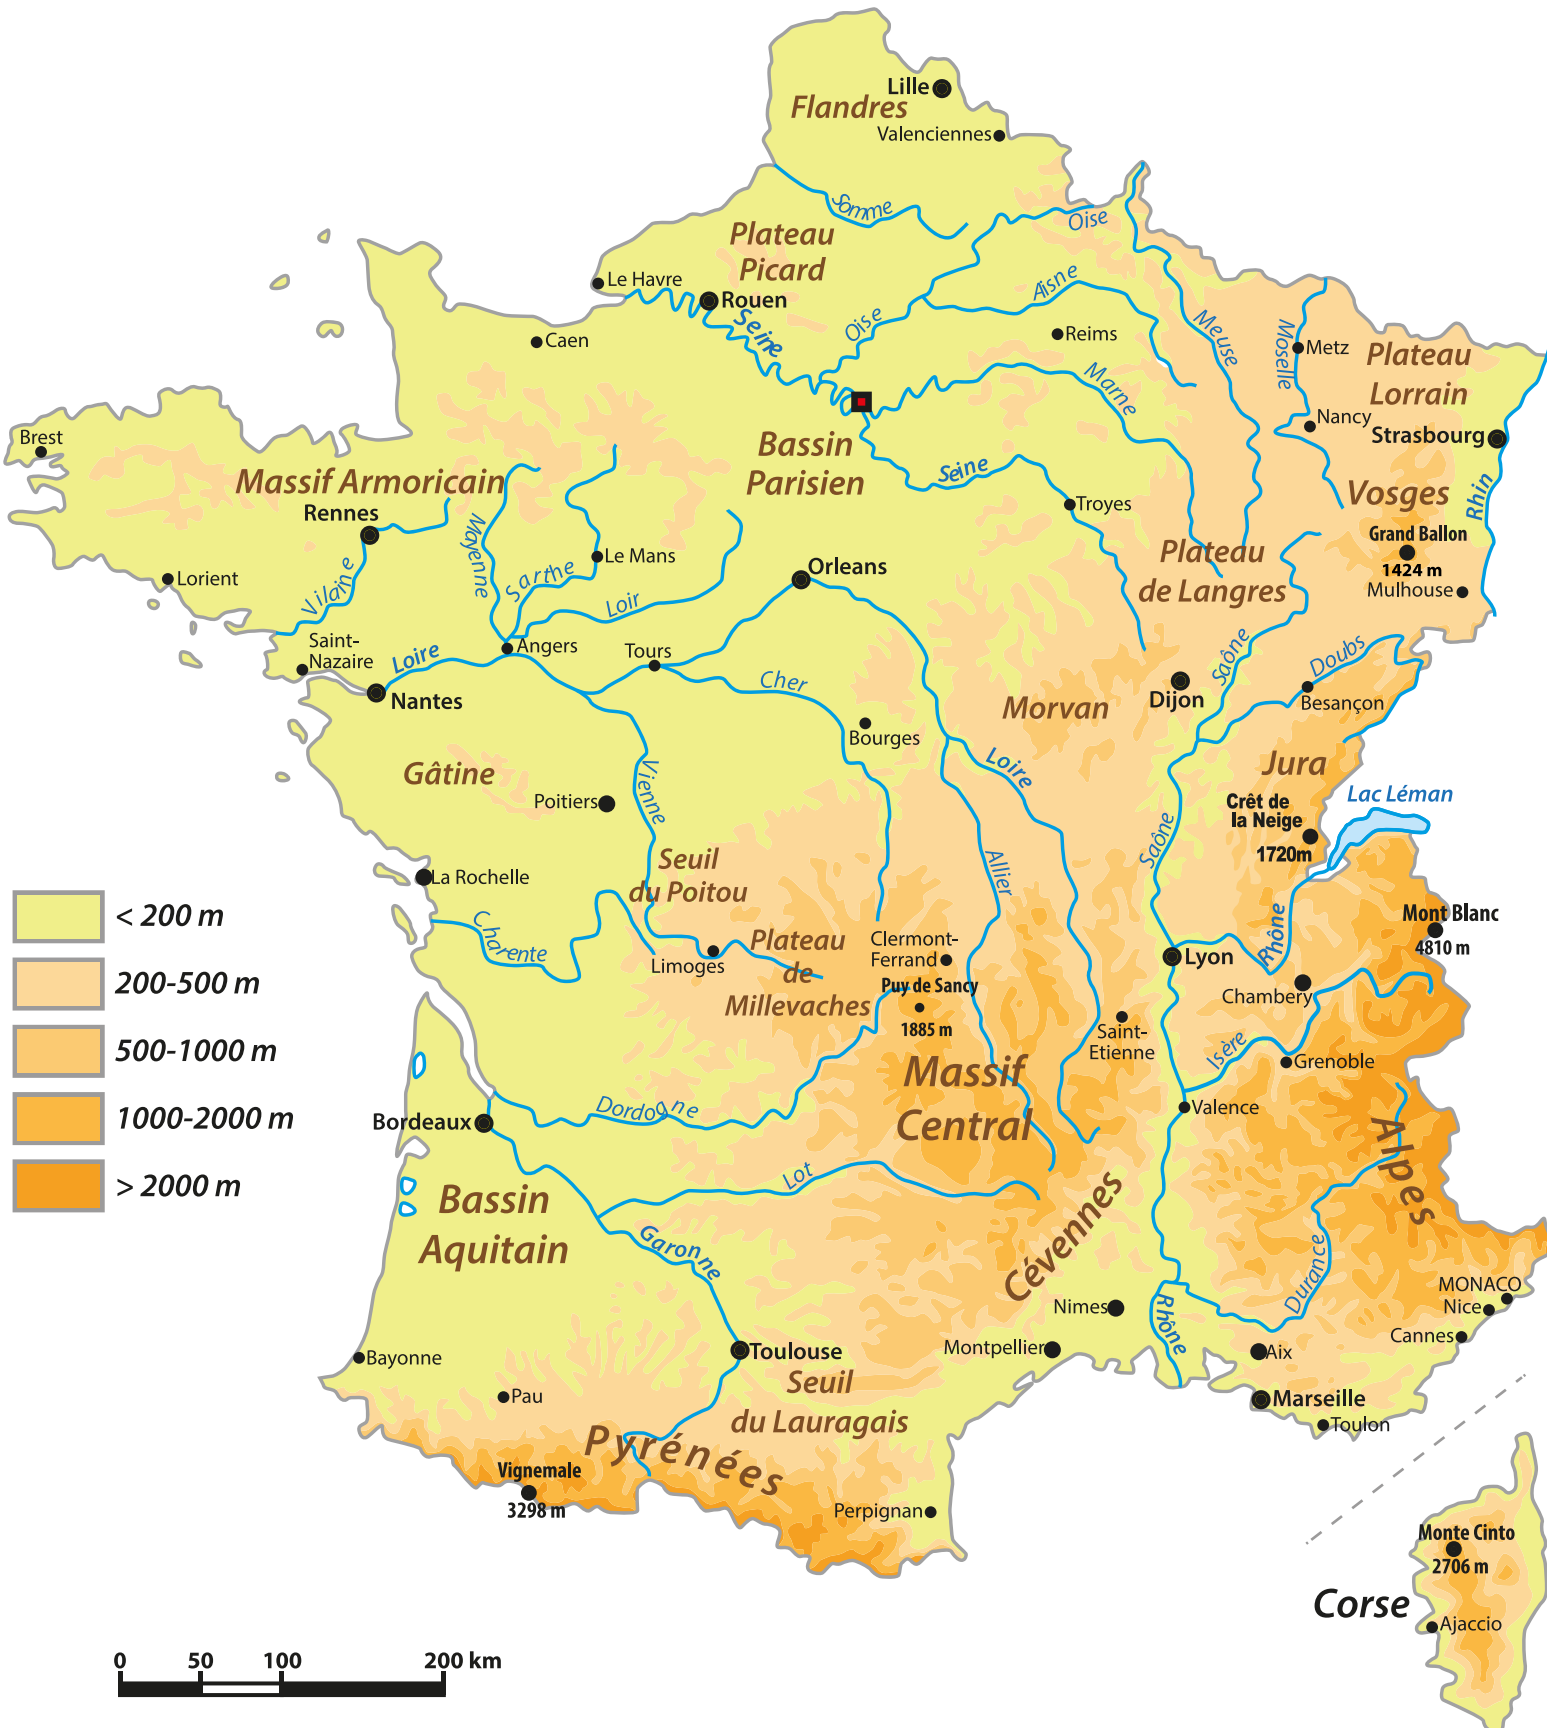 Lille
Flandres
Valenciennes
Somme
Oise
Plateau
Picard
Le Havre
Rouen
Seine
Oise
Aisne
Caen
Reims
Meuse
Moselle
Metz
Plateau
Lorrain
Marne
Nancy
Strasbourg
Brest
Bassin
Parisien
Seine
Massif Armoricain
Rennes
Troyes
Vosges
Rhin
Grand Ballon
1424 m
Mulhouse
Mayenne
Le Mans
Sarthe
Orleans
Plateau
de Langres
Lorient
Vilaine
Loir
Saint-
Nazaire
Loire
Angers
Tours
Nantes
Cher
Bourges
Morvan
Dijon
Saône
Doubs
Besançon
Gâtine
Vienne
Poitiers
Loire
Jura
Lac Léman
Crêt de
la Neige
1720m
Saône
Seuil
du Poitou
Allier
La Rochelle
< 200 m
200-500 m
500-1000 m
1000-2000 m
> 2000 m
Charente
Limoges
Plateau
de
Millevaches
Clermont-
Ferrand
Puy de Sancy
1885 m
Lyon
Rhône
Mont Blanc
4810 m
Chambery
Saint-
Etienne
Isère
Grenoble
Massif
Central
Valence
Dordogne
Bordeaux
Alpes
Lot
Bassin
Aquitain
Garonne
Cévennes
Durance
Nimes
Rhône
MONACO
Nice
Cannes
Bayonne
Toulouse
Montpellier
Aix
Pau
Seuil
du Lauragais
Marseille
Toulon
Pyrénées
Vignemale
3298 m
Perpignan
Monte Cinto
2706 m
Corse
Ajaccio
0 50 100 200 km